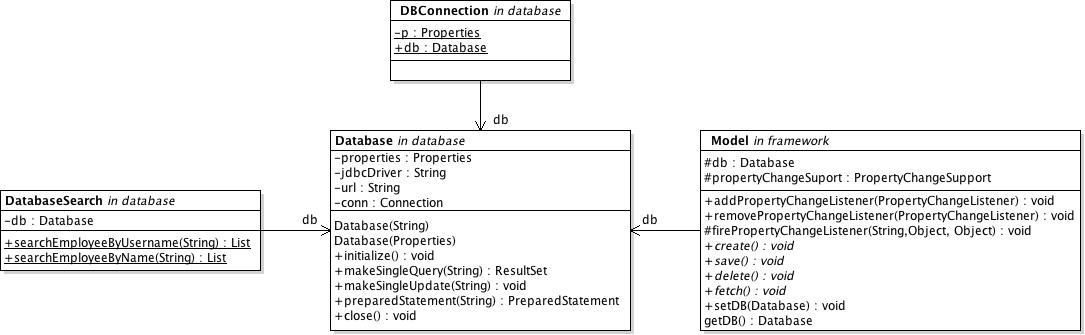 DBConnection in database
-p : Properties
+db : Database
db
Database in database
-properties : Properties
-jdbcDriver : String
-url : String
-conn : Connection
Database(String)
Database(Properties)
+initialize() : void
+makeSingleQuery(String) : ResultSet
+makeSingleUpdate(String) : void
+preparedStatement(String) : PreparedStatement
+close() : void
DatabaseSearch in database
-db : Database
+searchEmployeeByUsername(String) : List
+searchEmployeeByName(String) : List
db
db
Model in framework
#db : Database
#propertyChangeSuport : PropertyChangeSupport
+addPropertyChangeListener(PropertyChangeListener) : void
+removePropertyChangeListener(PropertyChangeListener) : void
#firePropertyChangeListener(String,Object, Object) : void
+create() : void
+save() : void
+delete() : void
+fetch() : void
+setDB(Database) : void
getDB() : Database